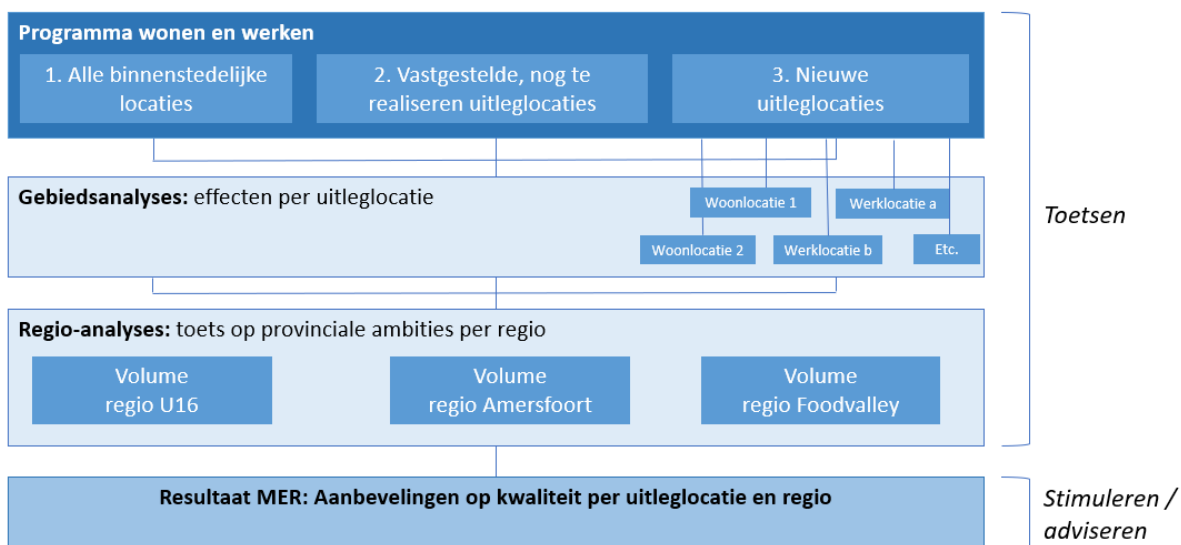 Programma wonen en werken
1. Alle binnenstedelijke
locaties
2. Vastgestelde, nog te
realiseren uitleglocaties
3. Nieuwe
uitleglocaties
Gebiedsanalyses: effecten per uitleglocatie
Woonlocatie 1
Werklocatie a
Woonlocatie 2
Werklocatie b
Etc.
Toetsen
Regio-analyses: toets op provinciale ambities per regio
Volume
regio U16
Volume
regio Amersfoort
Volume
regio Foodvalley
Resultaat MER: Aanbevelingen op kwaliteit per uitleglocatie en regio
Stimuleren /
adviseren